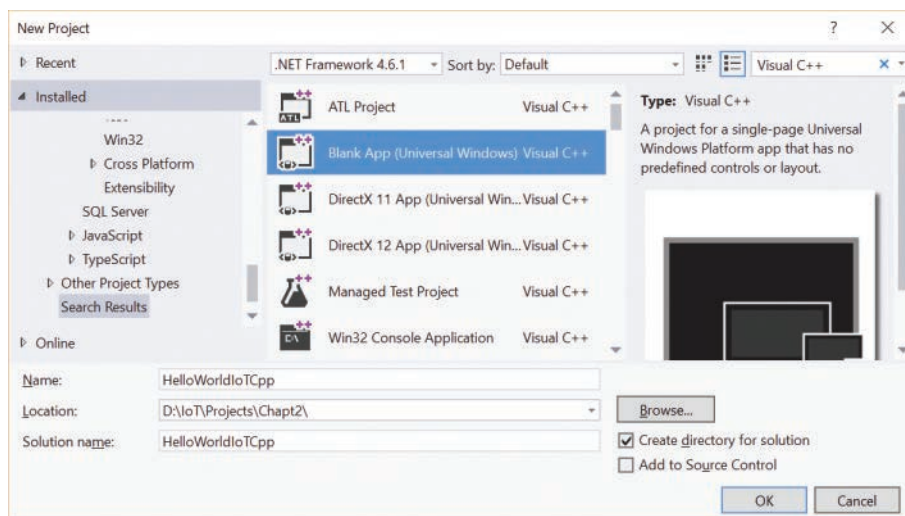 New Project
?
Recent
.NET Framework 4.6.1
Sort by: Default
Visual C++
Installed
Win32
Cross Platform
Extensibility
SQL Server
JavaScript
TypeScript
Other Project Types
Search Results
Online
ATL
ATL Project Visual C++
Blank App (Universal Windows) Visual C++
DirectX 11 App (Universal Win... Visual C++
DirectX 12 App (Universal Win... Visual C++
Managed Test Project Visual C++
Win32 Console Application Visual C++
Type: Visual C++
A project for a single-page Universal
Windows Platform app that has no
predefined controls or layout.
Name: HelloWorldIoTCpp
Location: D:\IoT\Projects\Chapt2\
Browse...
Solution name: HelloWorldIoTCpp
Create directory for solution
Add to Source Control
OK
Cancel